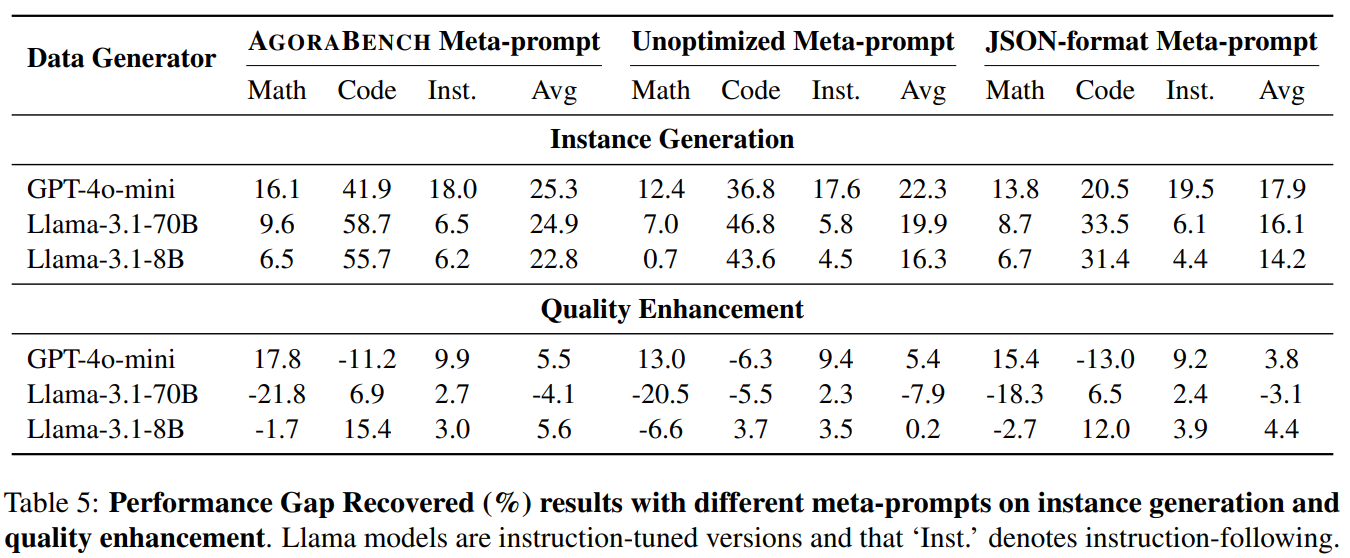 Data Generator AGORABENCH Meta-prompt Unoptimized Meta-prompt JSON-format Meta-prompt
Math Code Inst. Avg Math Code Inst. Avg Math Code Inst. Avg
Instance Generation
GPT-4o-mini 16.1 41.9 18.0 25.3 12.4 36.8 17.6 22.3 13.8 20.5 19.5 17.9
Llama-3.1-70B 9.6 58.7 6.5 24.9 7.0 46.8 5.8 19.9 8.7 33.5 6.1 16.1
Llama-3.1-8B 6.5 55.7 6.2 22.8 0.7 43.6 4.5 16.3 6.7 31.4 4.4 14.2
Quality Enhancement
GPT-4o-mini 17.8 -11.2 9.9 5.5 13.0 -6.3 9.4 5.4 15.4 -13.0 9.2 3.8
Llama-3.1-70B -21.8 6.9 2.7 -4.1 -20.5 -5.5 2.3 -7.9 -18.3 6.5 2.4 -3.1
Llama-3.1-8B -1.7 15.4 3.0 5.6 -6.6 3.7 3.5 0.2 -2.7 12.0 3.9 4.4
Table 5: Performance Gap Recovered (%) results with different meta-prompts on instance generation and
quality enhancement. Llama models are instruction-tuned versions and that ‘Inst.’ denotes instruction-following.